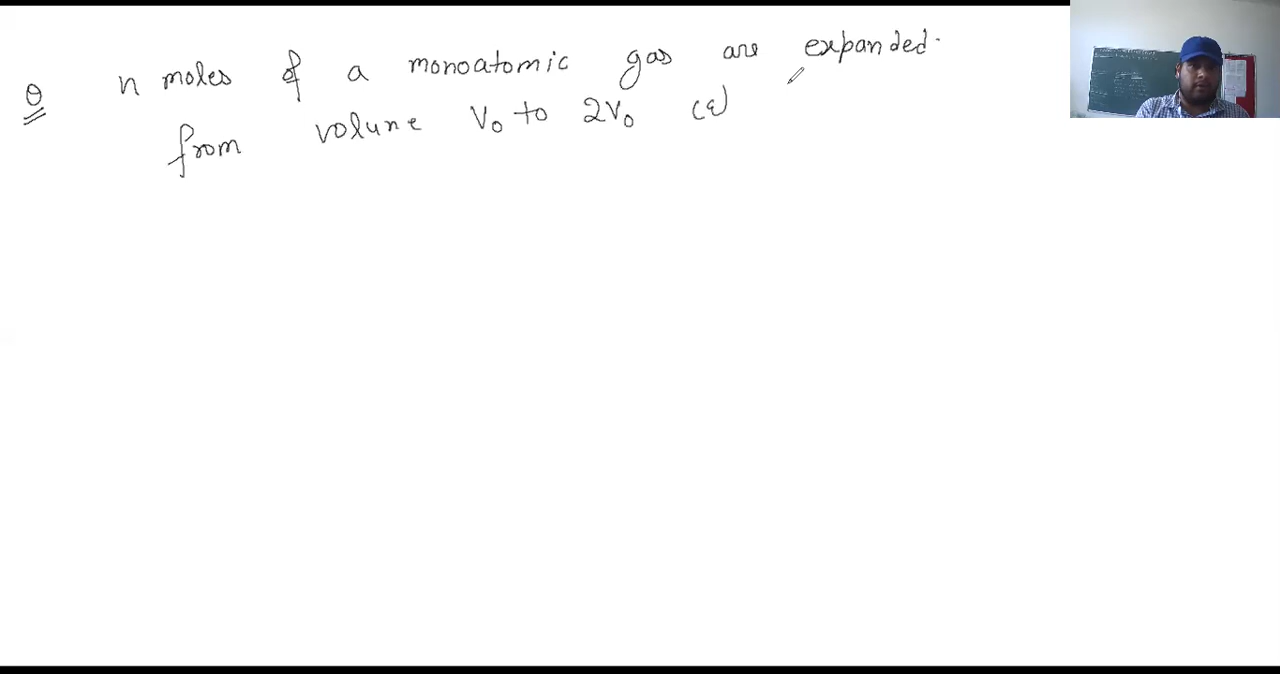 Q n moles of a monoatomic gas are expanded.
from volume V₀ to 2V₀